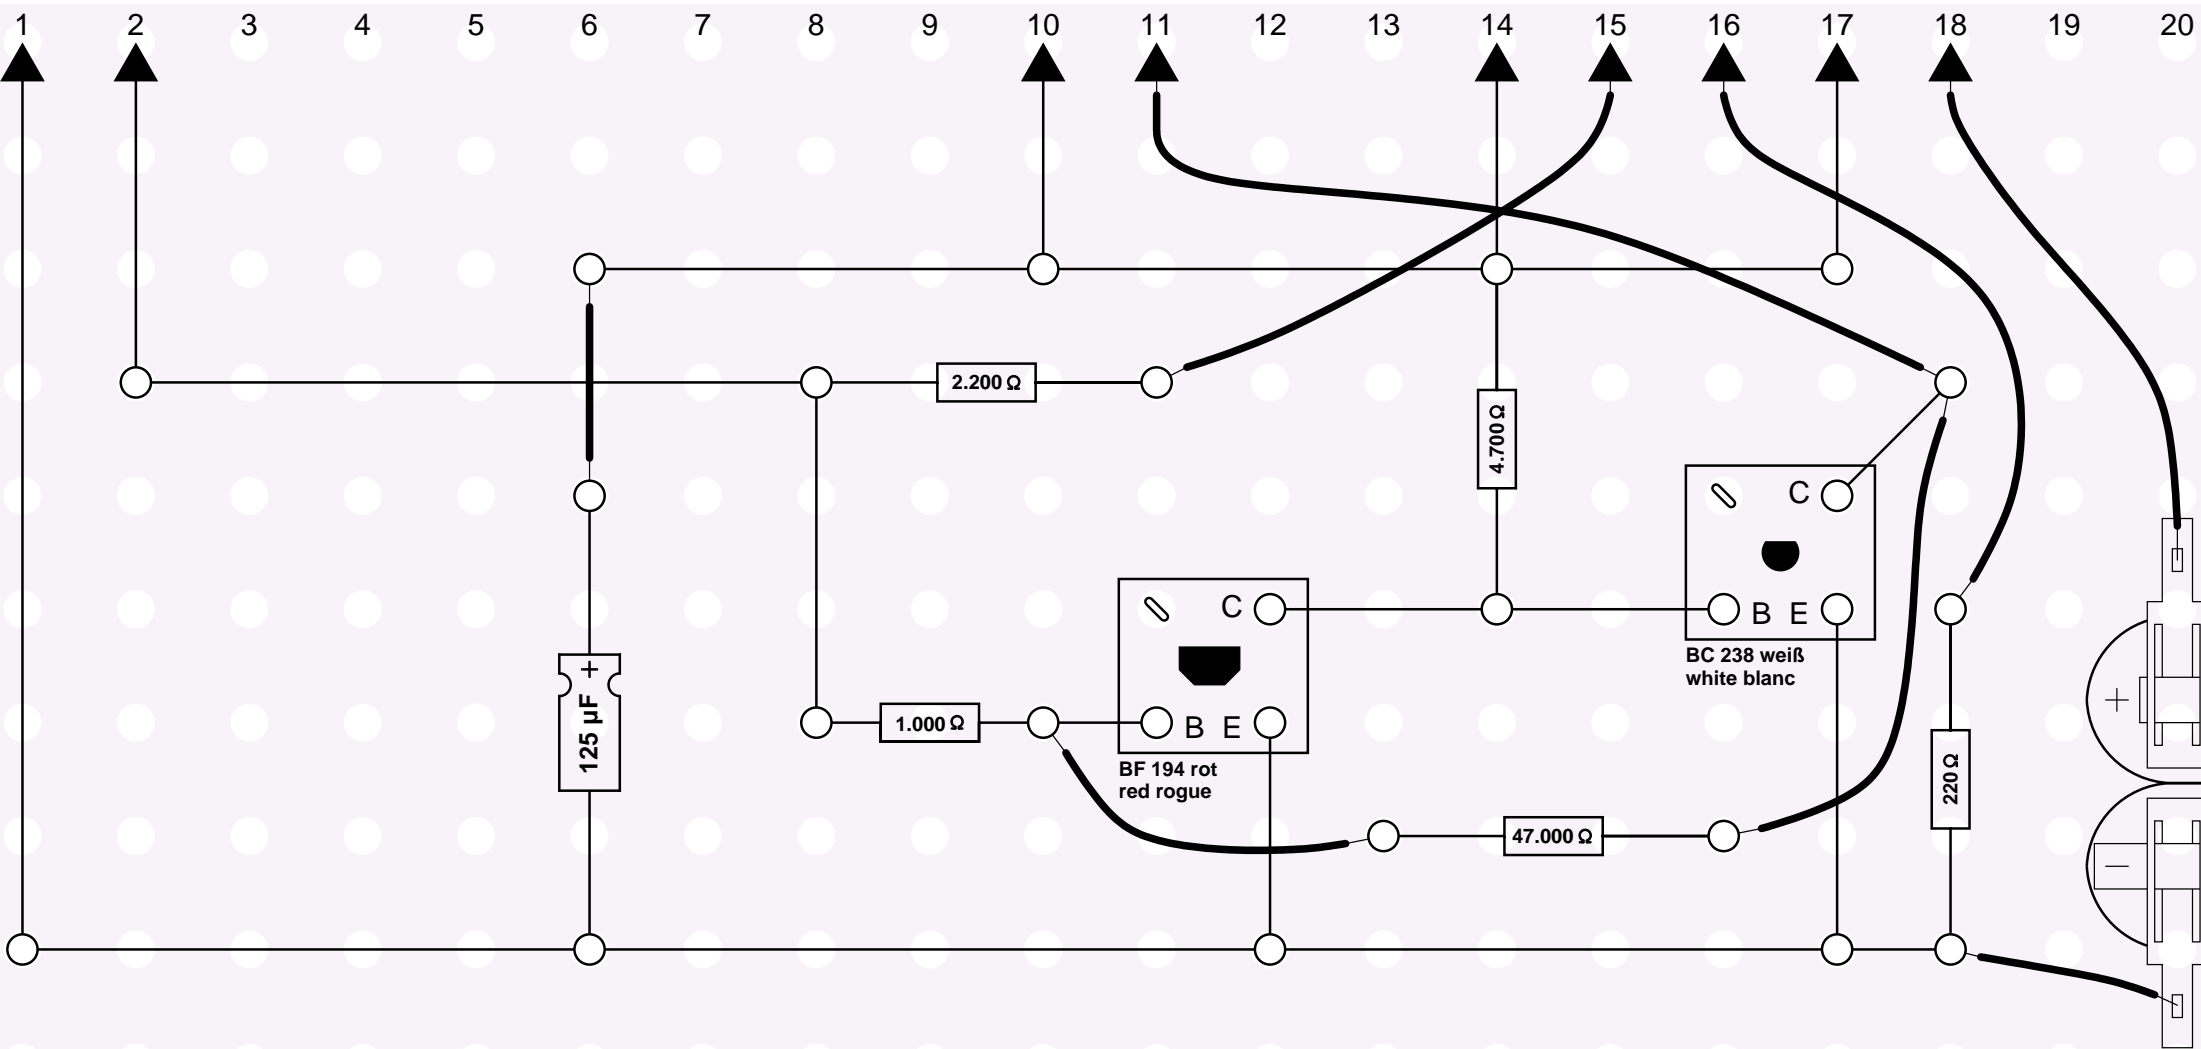 1 2 3 4 5 6 7 8 9 10 11 12 13 14 15 16 17 18 19 20
2.200 Ω
4.700 Ω
C
C
B E
BC 238 weiß
white blanc
+
125 µF
1.000 Ω
B E
BF 194 rot
red rogue
47.000 Ω
220 Ω
+
−